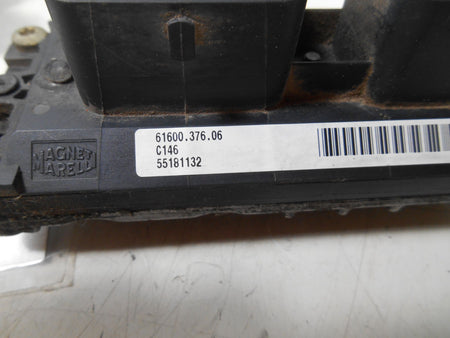 61600.376.06
C146
55181132
MAGNETI
MARELLI